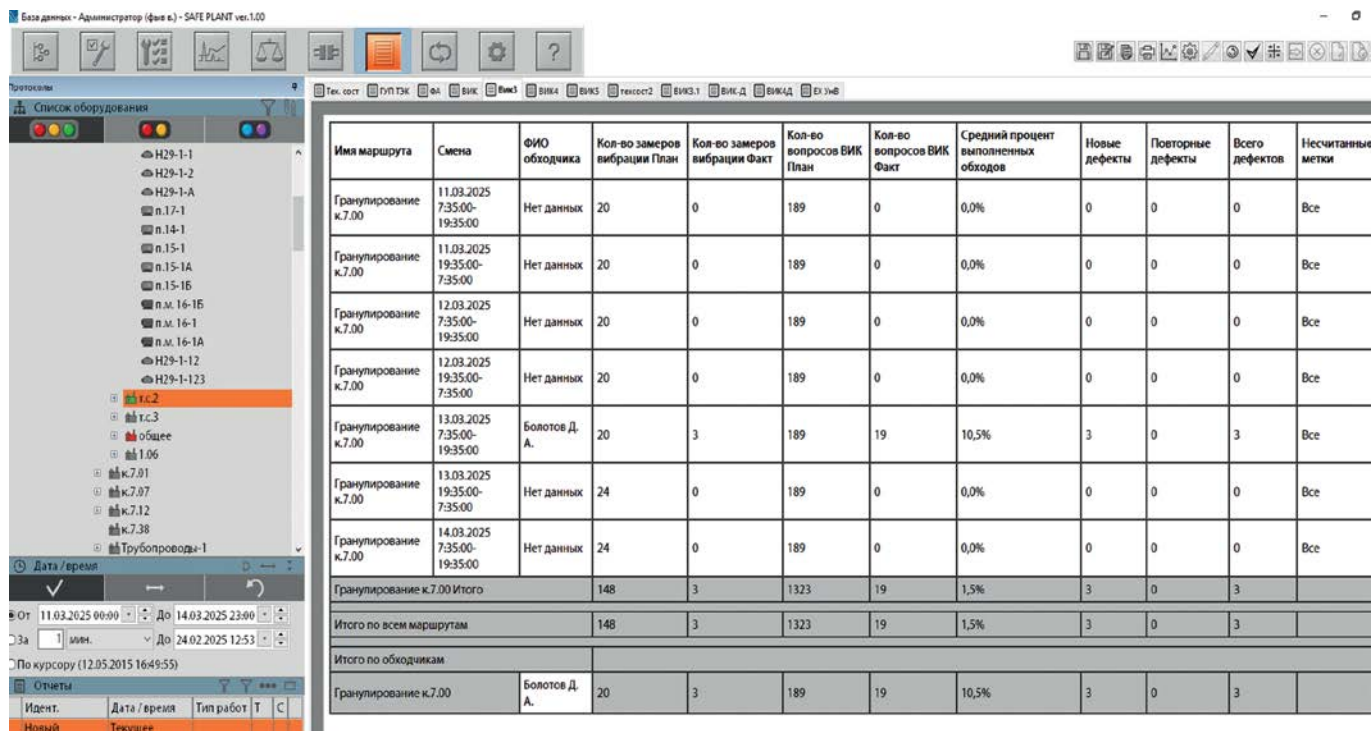 База данных - Администратор (фыв в.) - SAFE PLANT ver.1.00
Протоколы
Список оборудования
Н29-1-1
Н29-1-2
Н29-1-А
п.17-1
п.14-1
п.15-1
п.15-1А
п.15-1Б
п.м. 16-1Б
п.м. 16-1
п.м. 16-1А
Н29-1-12
Н29-1-123
т.с.2
т.с.3
общее
1.06
к.7.01
к.7.07
к.7.12
к.7.38
Трубопроводы-1
Дата /время
От 11.03.2025 00:00 До 14.03.2025 23:00
За 1 мин. До 24.02.2025 12:53
По курсору (12.05.2015 16:49:55)
Отчеты
Идент. Дата / время Тип работ Т С
Новый Текущее
Тех. сост ГУП ТЭК ФА ВИК Вик3 ВИК4 ВИК5 техсост2 ВИК3.1 ВИК-Д ВИК4Д
Имя маршрута Смена ФИО обходчика Кол-во замеров вибрации План Кол-во замеров вибрации Факт Кол-во вопросов ВИК План Кол-во вопросов ВИК Факт Средний процент выполненных обходов Новые дефекты Повторные дефекты Всего дефектов Несчитанные метки
Гранулирование к.7.00 11.03.2025 7:35:00-19:35:00 Нет данных 20 0 189 0 0,0% 0 0 0 Все
Гранулирование к.7.00 11.03.2025 19:35:00-7:35:00 Нет данных 20 0 189 0 0,0% 0 0 0 Все
Гранулирование к.7.00 12.03.2025 7:35:00-19:35:00 Нет данных 20 0 189 0 0,0% 0 0 0 Все
Гранулирование к.7.00 12.03.2025 19:35:00-7:35:00 Нет данных 20 0 189 0 0,0% 0 0 0 Все
Гранулирование к.7.00 13.03.2025 7:35:00-19:35:00 Болотов Д. А. 20 3 189 19 10,5% 3 0 3 Все
Гранулирование к.7.00 13.03.2025 19:35:00-7:35:00 Нет данных 24 0 189 0 0,0% 0 0 0 Все
Гранулирование к.7.00 14.03.2025 7:35:00-19:35:00 Нет данных 24 0 189 0 0,0% 0 0 0 Все
Гранулирование к.7.00 Итого 148 3 1323 19 1,5% 3 0 3
Итого по всем маршрутам 148 3 1323 19 1,5% 3 0 3
Итого по обходчикам
Гранулирование к.7.00 Болотов Д. А. 20 3 189 19 10,5% 3 0 3